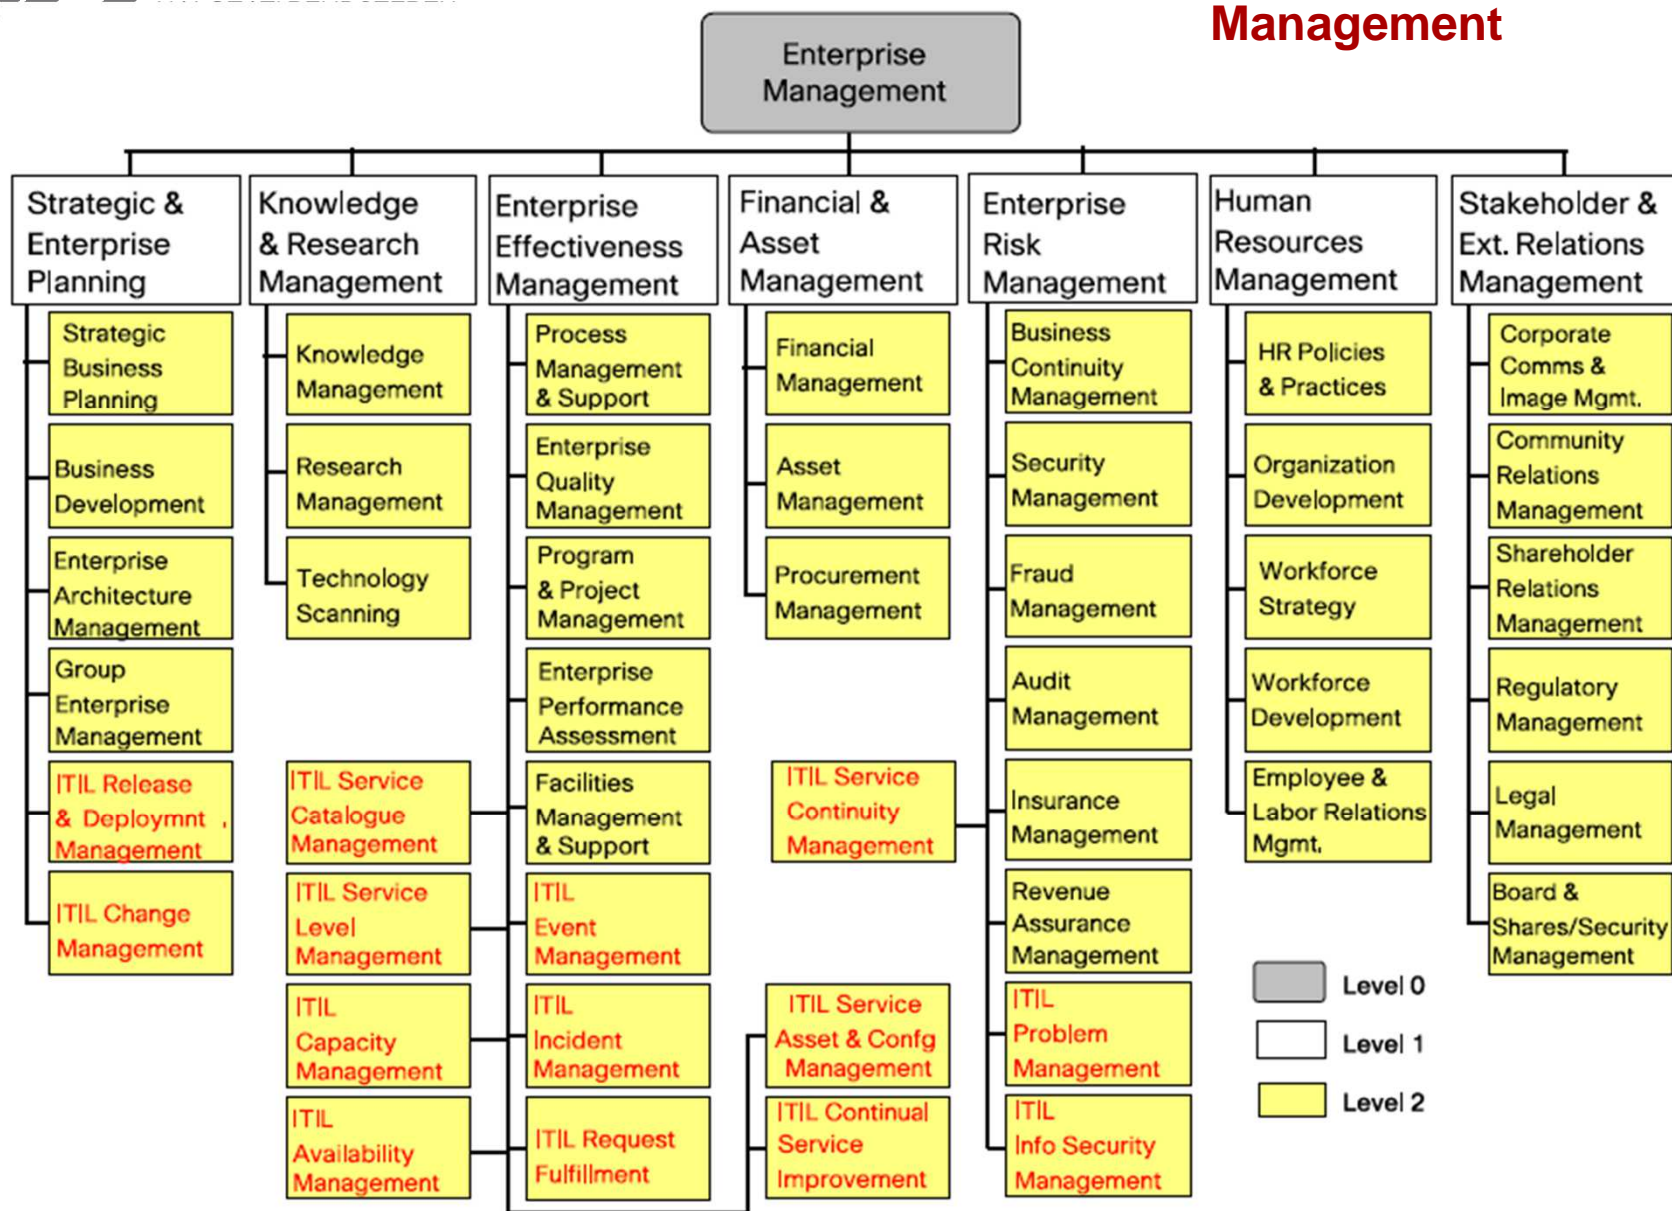 Management
Enterprise
Management
Strategic &
Enterprise
Planning
Strategic
Business
Planning
Business
Development
Enterprise
Architecture
Management
Group
Enterprise
Management
ITIL Release
& Deploymnt .
Management
ITIL Change
Management
Knowledge
& Research
Management
Knowledge
Management
Research
Management
Technology
Scanning
ITIL Service
Catalogue
Management
ITIL Service
Level
Management
ITIL
Capacity
Management
ITIL
Availability
Management
Enterprise
Effectiveness
Management
Process
Management
& Support
Enterprise
Quality
Management
Program
& Project
Management
Enterprise
Performance
Assessment
Facilities
Management
& Support
ITIL
Event
Management
ITIL
Incident
Management
ITIL Request
Fulfillment
Financial &
Asset
Management
Financial
Management
Asset
Management
Procurement
Management
ITIL Service
Continuity
Management
ITIL Service
Asset & Confg
Management
ITIL Continual
Service
Improvement
Enterprise
Risk
Management
Business
Continuity
Management
Security
Management
Fraud
Management
Audit
Management
Insurance
Management
Revenue
Assurance
Management
ITIL
Problem
Management
ITIL
Info Security
Management
Human
Resources
Management
HR Policies
& Practices
Organization
Development
Workforce
Strategy
Workforce
Development
Employee &
Labor Relations
Mgmt.
Stakeholder &
Ext. Relations
Management
Corporate
Comms &
Image Mgmt.
Community
Relations
Management
Shareholder
Relations
Management
Regulatory
Management
Legal
Management
Board &
Shares/Security
Management
Level 0
Level 1
Level 2